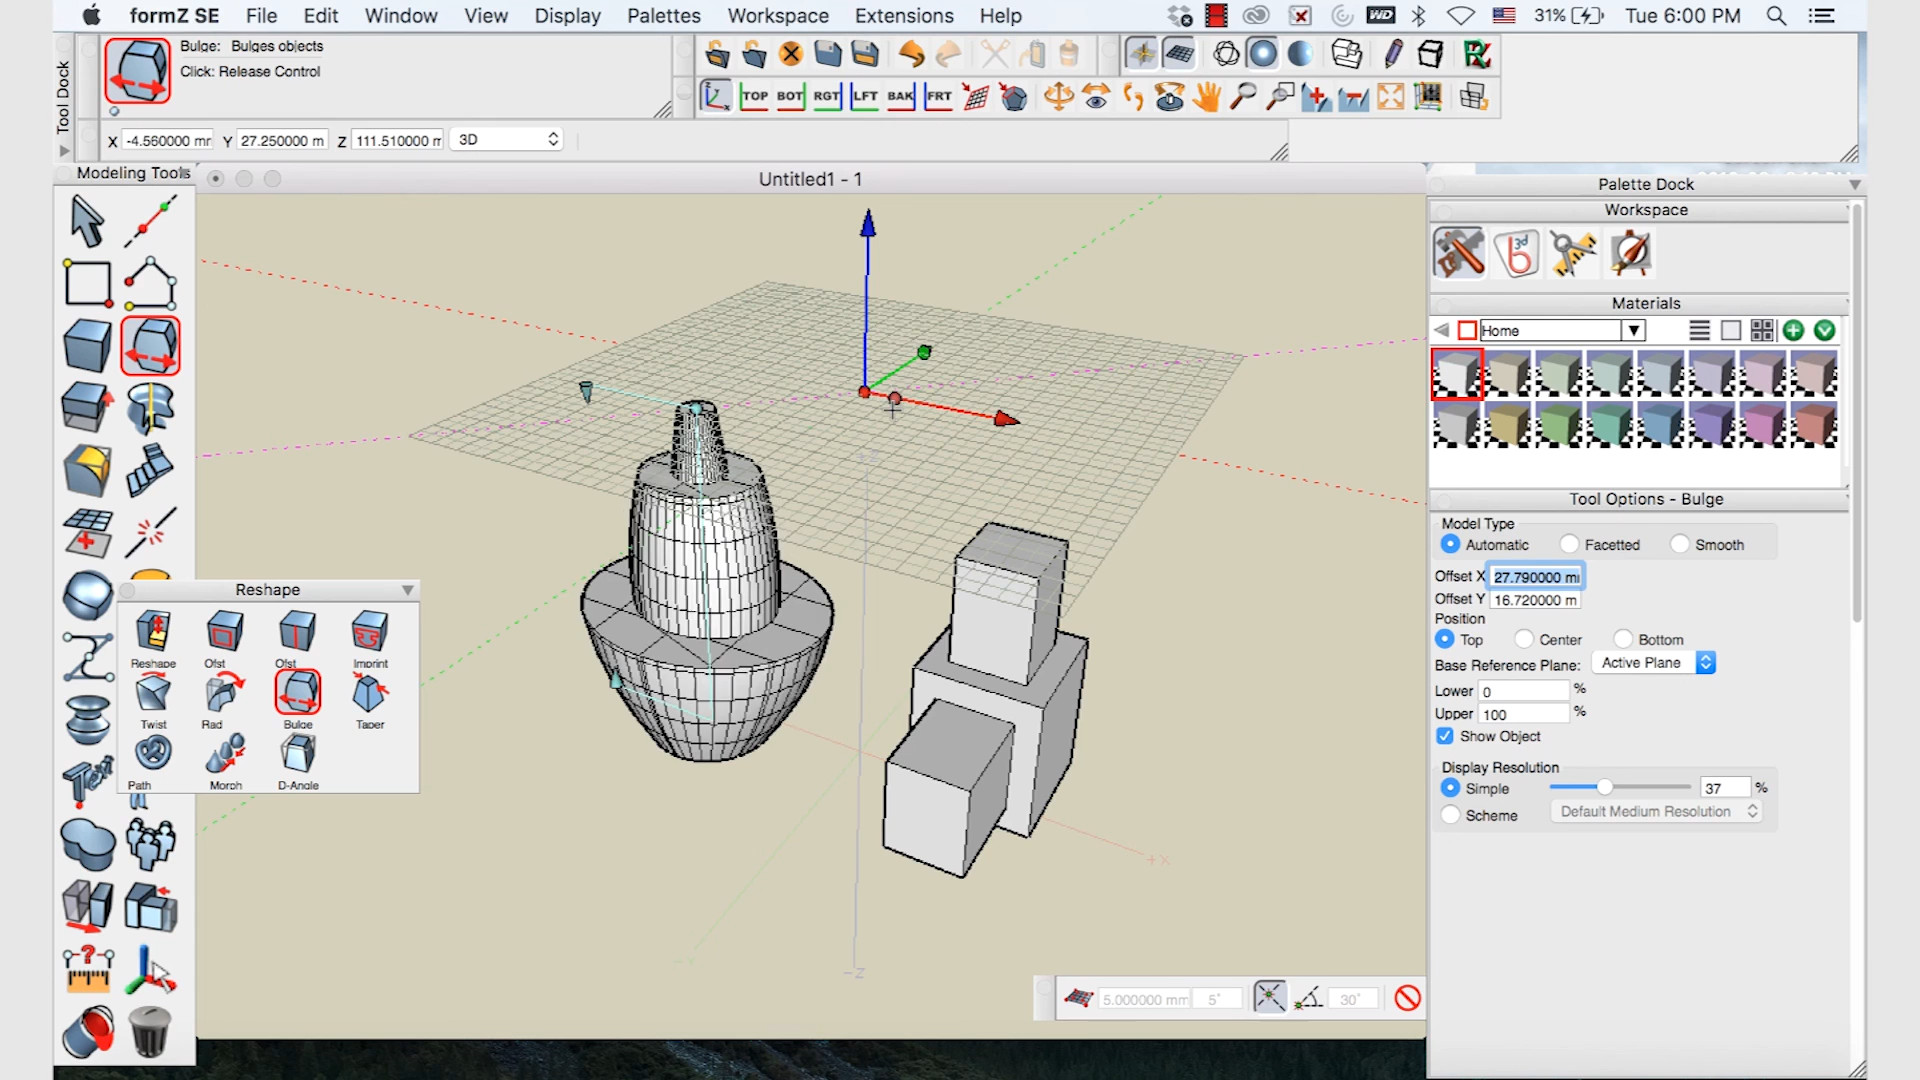 formZ SE File Edit Window View Display Palettes Workspace Extensions Help WD 31% Tue 6:00 PM
Bulge: Bulges objects
Click: Release Control
Tool Dock
TOP BOT RGT LFT BAK FRT
X -4.560000 mr Y 27.250000 m Z 111.510000 m 3D
Modeling Tools
Untitled1 - 1
Palette Dock
Workspace
3d
Materials
Home
Tool Options - Bulge
Model Type
Automatic Facetted Smooth
Offset X 27.790000 mi
Offset Y 16.720000 m
Position
Top Center Bottom
Base Reference Plane: Active Plane
Lower 0 %
Upper 100 %
Show Object
Display Resolution
Simple 37 %
Scheme Default Medium Resolution
Reshape
Reshape Ofst Ofst Imprint
Twist Rad Bulge Taper
Path Morph D-Angle
+Z
+X
-Y
-Z
5.000000 mm 5° 30°